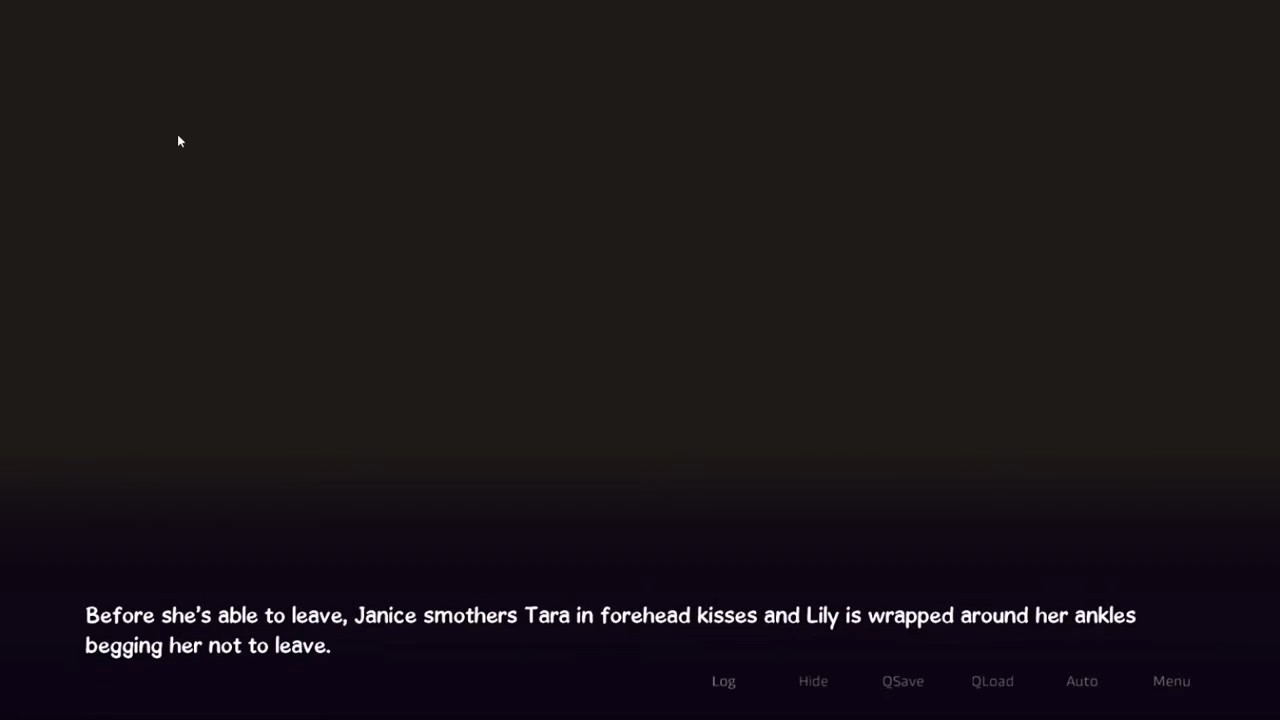 Before she's able to leave, Janice smothers Tara in forehead kisses and Lily is wrapped around her ankles
begging her not to leave.
Log Hide QSave QLoad Auto Menu